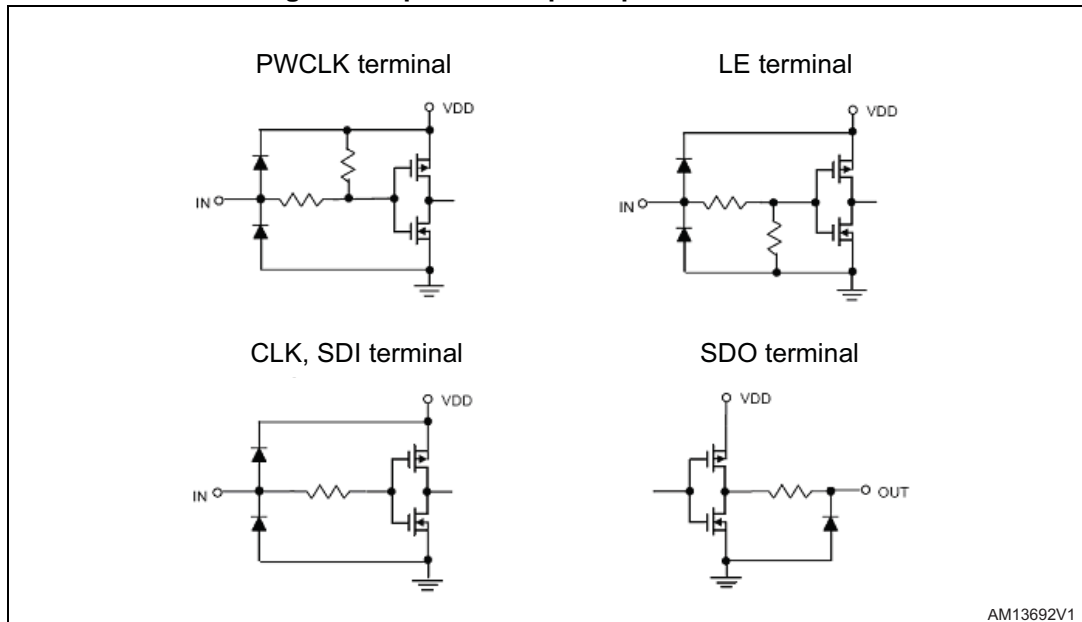 PWCLK terminal
LE terminal
VDD
VDD
IN
IN
CLK, SDI terminal
SDO terminal
VDD
VDD
IN
OUT
AM13692V1